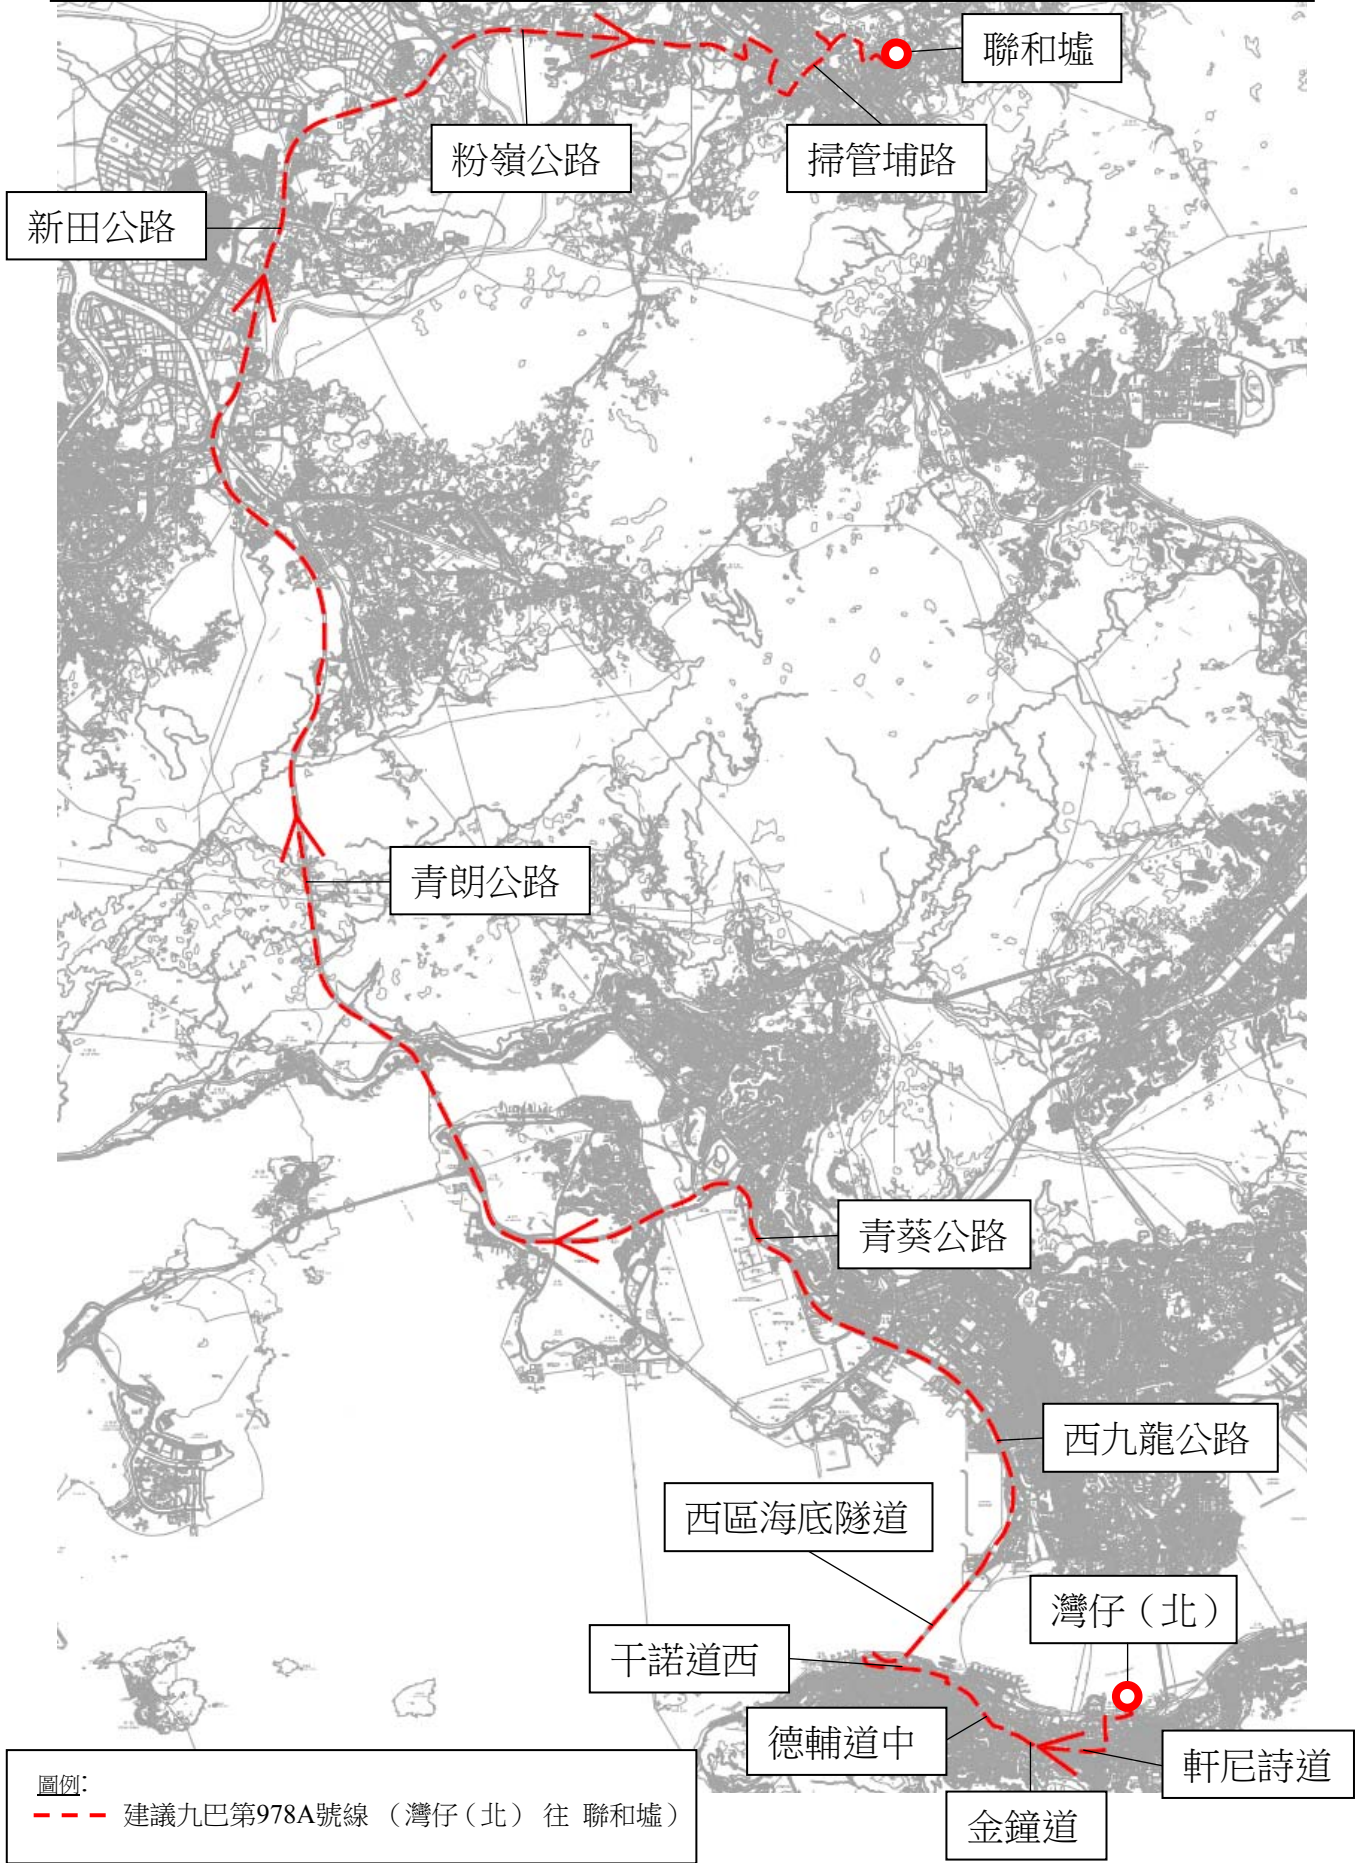 聯和墟
粉嶺公路
掃管埔路
新田公路
青朗公路
青葵公路
西九龍公路
西區海底隧道
灣仔（北）
干諾道西
德輔道中
軒尼詩道
金鐘道
圖例:
建議九巴第978A號線 （灣仔（北） 往 聯和墟）